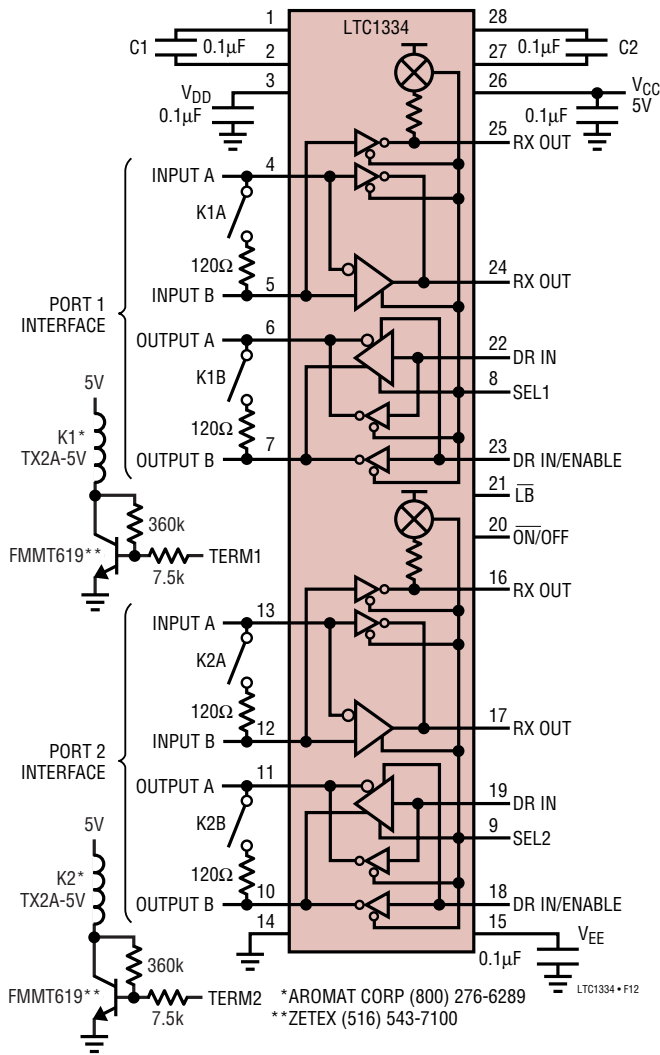 1 LTC1334 28
C1 0.1µF 0.1µF C2
2 27
3 26
VDD VCC
0.1µF 0.1µF 5V
25 RX OUT
INPUT A 4
K1A
120Ω 24 RX OUT
INPUT B 5
PORT 1
INTERFACE
OUTPUT A 6
22 DR IN
K1B
8 SEL1
5V
120Ω
K1*
TX2A-5V
OUTPUT B 7 23 DR IN/ENABLE
21 LB
360k
20 ON/OFF
FMMT619** TERM1
7.5k
16 RX OUT
INPUT A 13
K2A
120Ω 17 RX OUT
INPUT B 12
PORT 2
INTERFACE
OUTPUT A 11
19 DR IN
K2B
9 SEL2
5V
120Ω
K2*
TX2A-5V
OUTPUT B 10 18 DR IN/ENABLE
14 15
VEE
360k 0.1µF
LTC1334 • F12
FMMT619** TERM2 *AROMAT CORP (800) 276-6289
7.5k **ZETEX (516) 543-7100